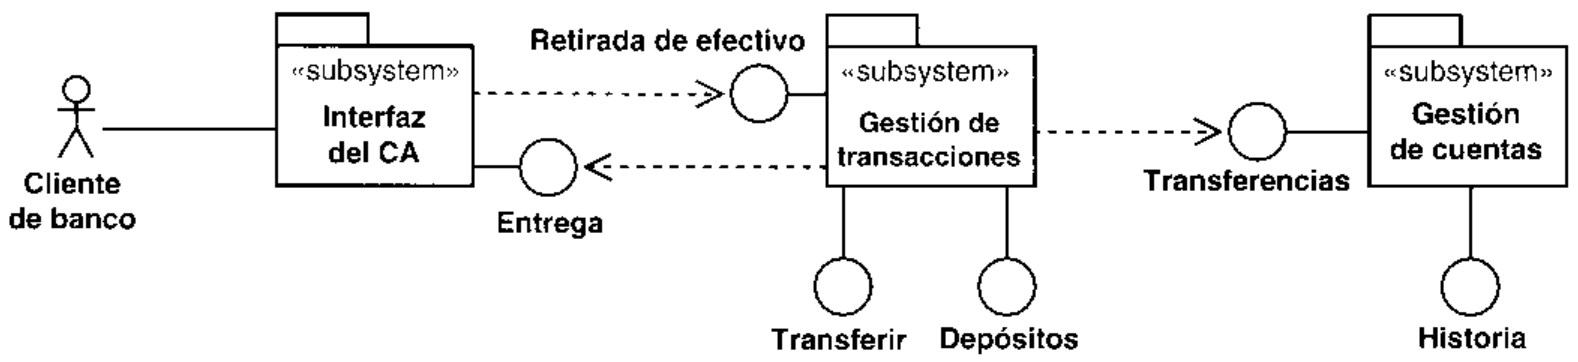 Retirada de efectivo
«subsystem»
Interfaz
del CA
«subsystem»
Gestión de
transacciones
«subsystem»
Gestión
de cuentas
Cliente
de banco
Entrega
Transferencias
Transferir
Depósitos
Historia